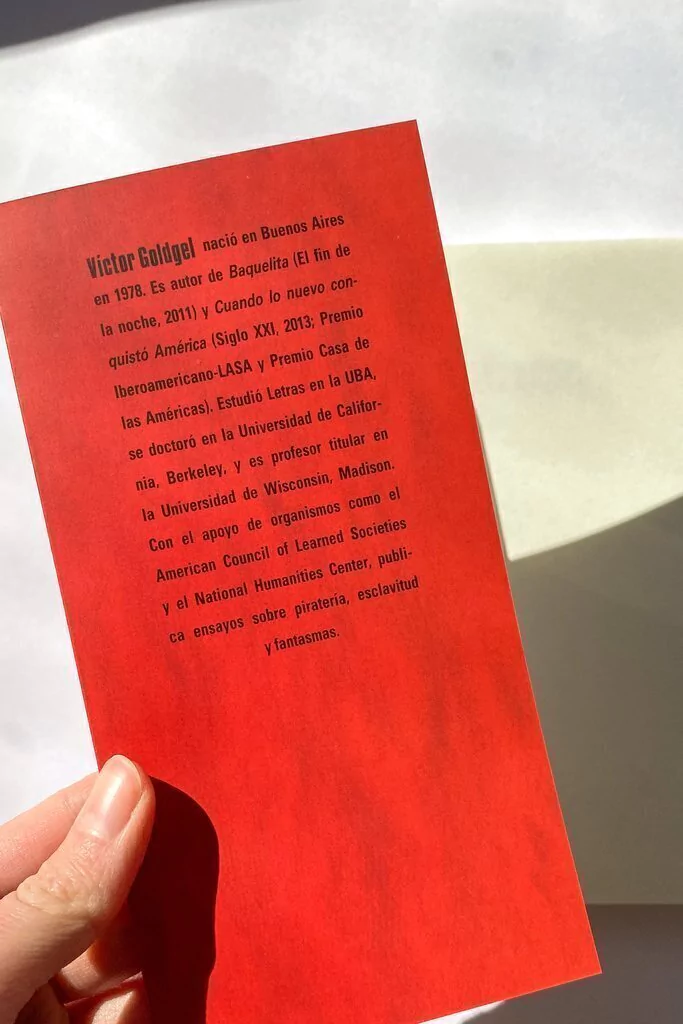 Víctor Goldgel nació en Buenos Aires
en 1978. Es autor de Baquelita (El fin de
la noche, 2011) y Cuando lo nuevo con-
quistó América (Siglo XXI, 2013; Premio
Iberoamericano-LASA y Premio Casa de
las Américas). Estudió Letras en la UBA,
se doctoró en la Universidad de Califor-
nia, Berkeley, y es profesor titular en
la Universidad de Wisconsin, Madison.
Con el apoyo de organismos como el
American Council of Learned Societies
y el National Humanities Center, publi-
ca ensayos sobre piratería, esclavitud
y fantasmas.